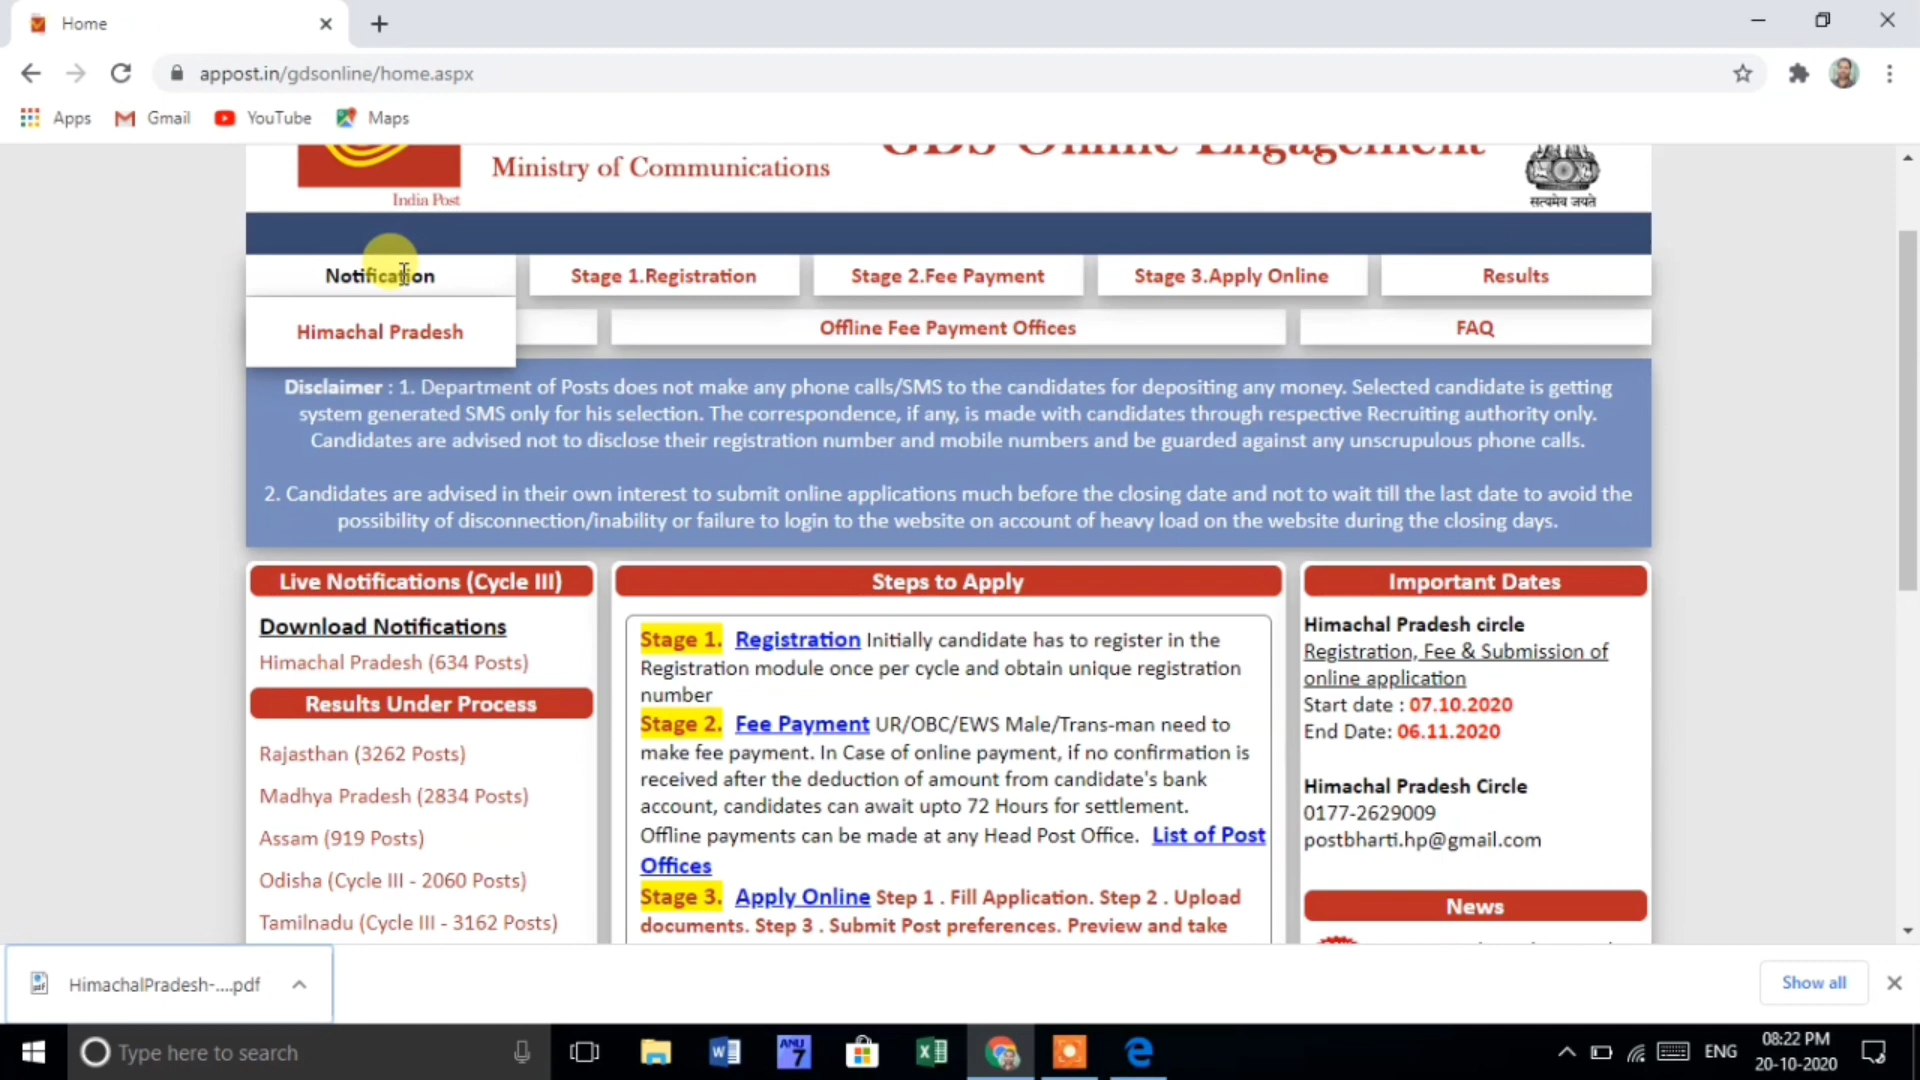 Home
appost.in/gdsonline/home.aspx
Apps
Gmail
YouTube
Maps
GDS Online Engagement
Ministry of Communications
India Post
सत्यमेव जयते
Notification
Stage 1.Registration
Stage 2.Fee Payment
Stage 3.Apply Online
Results
Himachal Pradesh
Offline Fee Payment Offices
FAQ
Disclaimer : 1. Department of Posts does not make any phone calls/SMS to the candidates for depositing any money. Selected candidate is getting
system generated SMS only for his selection. The correspondence, if any, is made with candidates through respective Recruiting authority only.
Candidates are advised not to disclose their registration number and mobile numbers and be guarded against any unscrupulous phone calls.
2. Candidates are advised in their own interest to submit online applications much before the closing date and not to wait till the last date to avoid the
possibility of disconnection/inability or failure to login to the website on account of heavy load on the website during the closing days.
Live Notifications (Cycle III)
Download Notifications
Himachal Pradesh (634 Posts)
Results Under Process
Rajasthan (3262 Posts)
Madhya Pradesh (2834 Posts)
Assam (919 Posts)
Odisha (Cycle III - 2060 Posts)
Tamilnadu (Cycle III - 3162 Posts)
Steps to Apply
Stage 1. Registration Initially candidate has to register in the
Registration module once per cycle and obtain unique registration
number
Stage 2. Fee Payment UR/OBC/EWS Male/Trans-man need to
make fee payment. In Case of online payment, if no confirmation is
received after the deduction of amount from candidate's bank
account, candidates can await upto 72 Hours for settlement.
Offline payments can be made at any Head Post Office. List of Post
Offices
Stage 3. Apply Online Step 1 . Fill Application. Step 2 . Upload
documents. Step 3 . Submit Post preferences. Preview and take
Important Dates
Himachal Pradesh circle
Registration, Fee & Submission of
online application
Start date : 07.10.2020
End Date: 06.11.2020
Himachal Pradesh Circle
0177-2629009
postbharti.hp@gmail.com
News
HimachalPradesh-....pdf
Show all
Type here to search
ANU
7
ENG
08:22 PM
20-10-2020